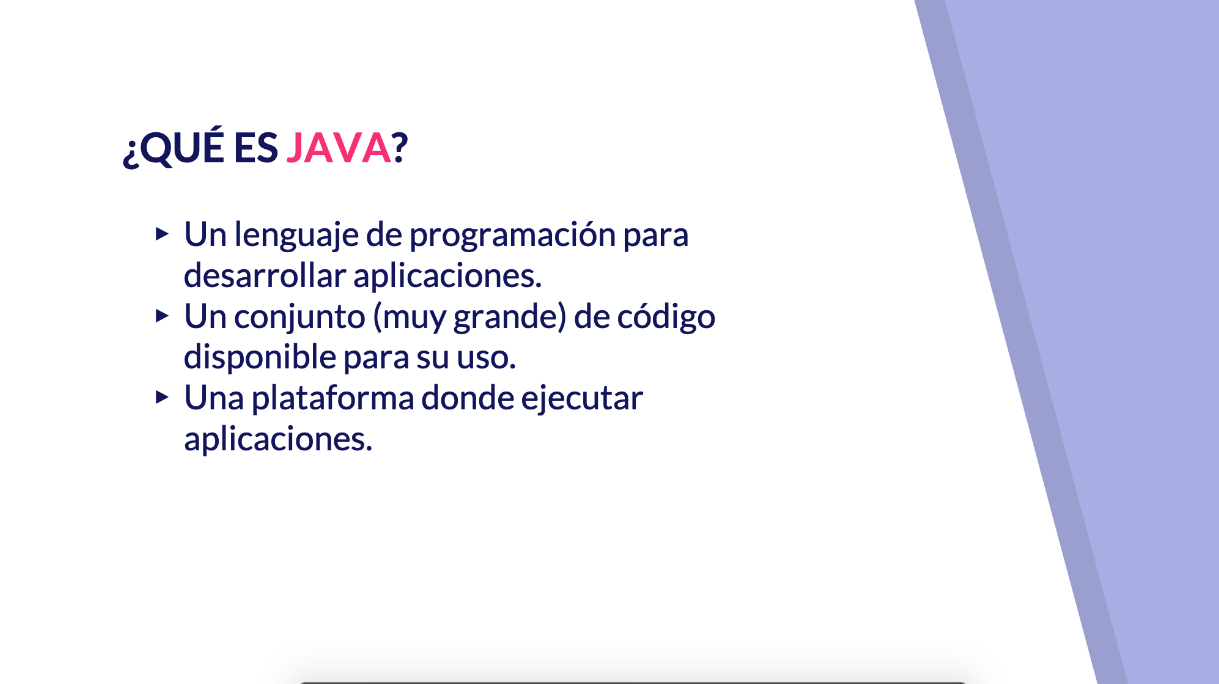 ¿QUÉ ES JAVA?
▸ Un lenguaje de programación para
desarrollar aplicaciones.
▸ Un conjunto (muy grande) de código
disponible para su uso.
▸ Una plataforma donde ejecutar
aplicaciones.